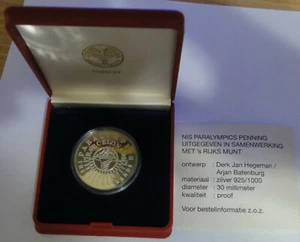 NIS PARALYMPICS PENNING
UITGEGEVEN IN SAMENWERKING
MET 's RIJKS MUNT
ontwerp : Derk Jan Hegeman /
Arjan Batenburg
materiaal : zilver 925/1000
diameter : 30 millimeter
kwaliteit : proof
Voor bestelinformatie z.o.z.